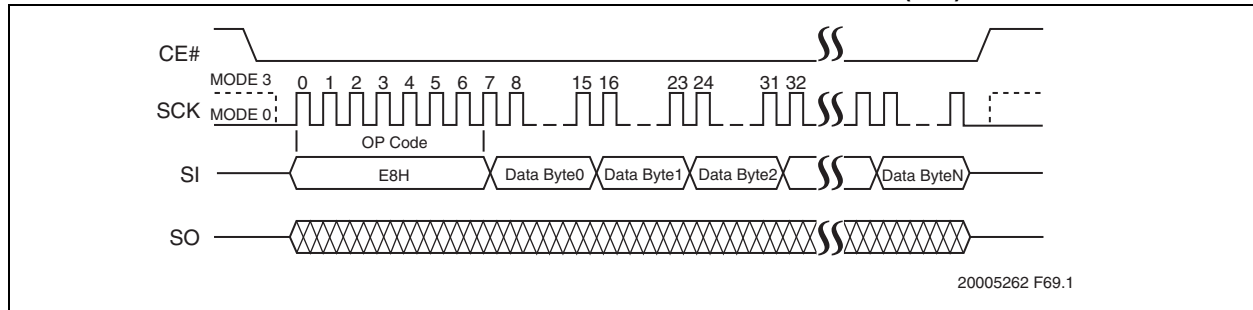 CE#
MODE 3 0 1 2 3 4 5 6 7 8 15 16 23 24 31 32
SCK MODE 0
OP Code
SI E8H Data Byte0 Data Byte1 Data Byte2 Data ByteN
SO
20005262 F69.1